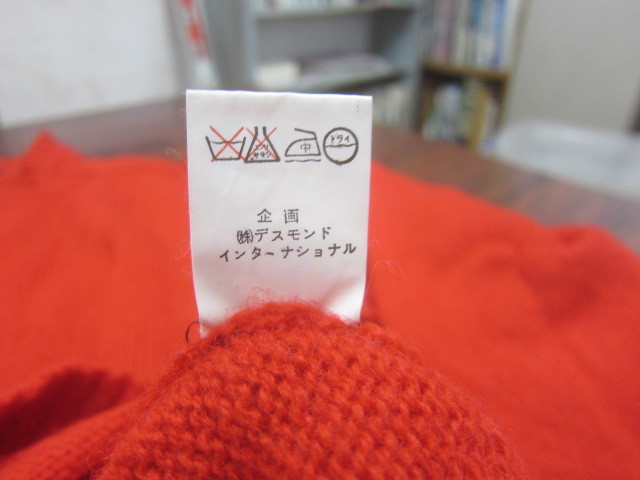 中 ドライ
企画
㈱デスモンド
インターナショナル